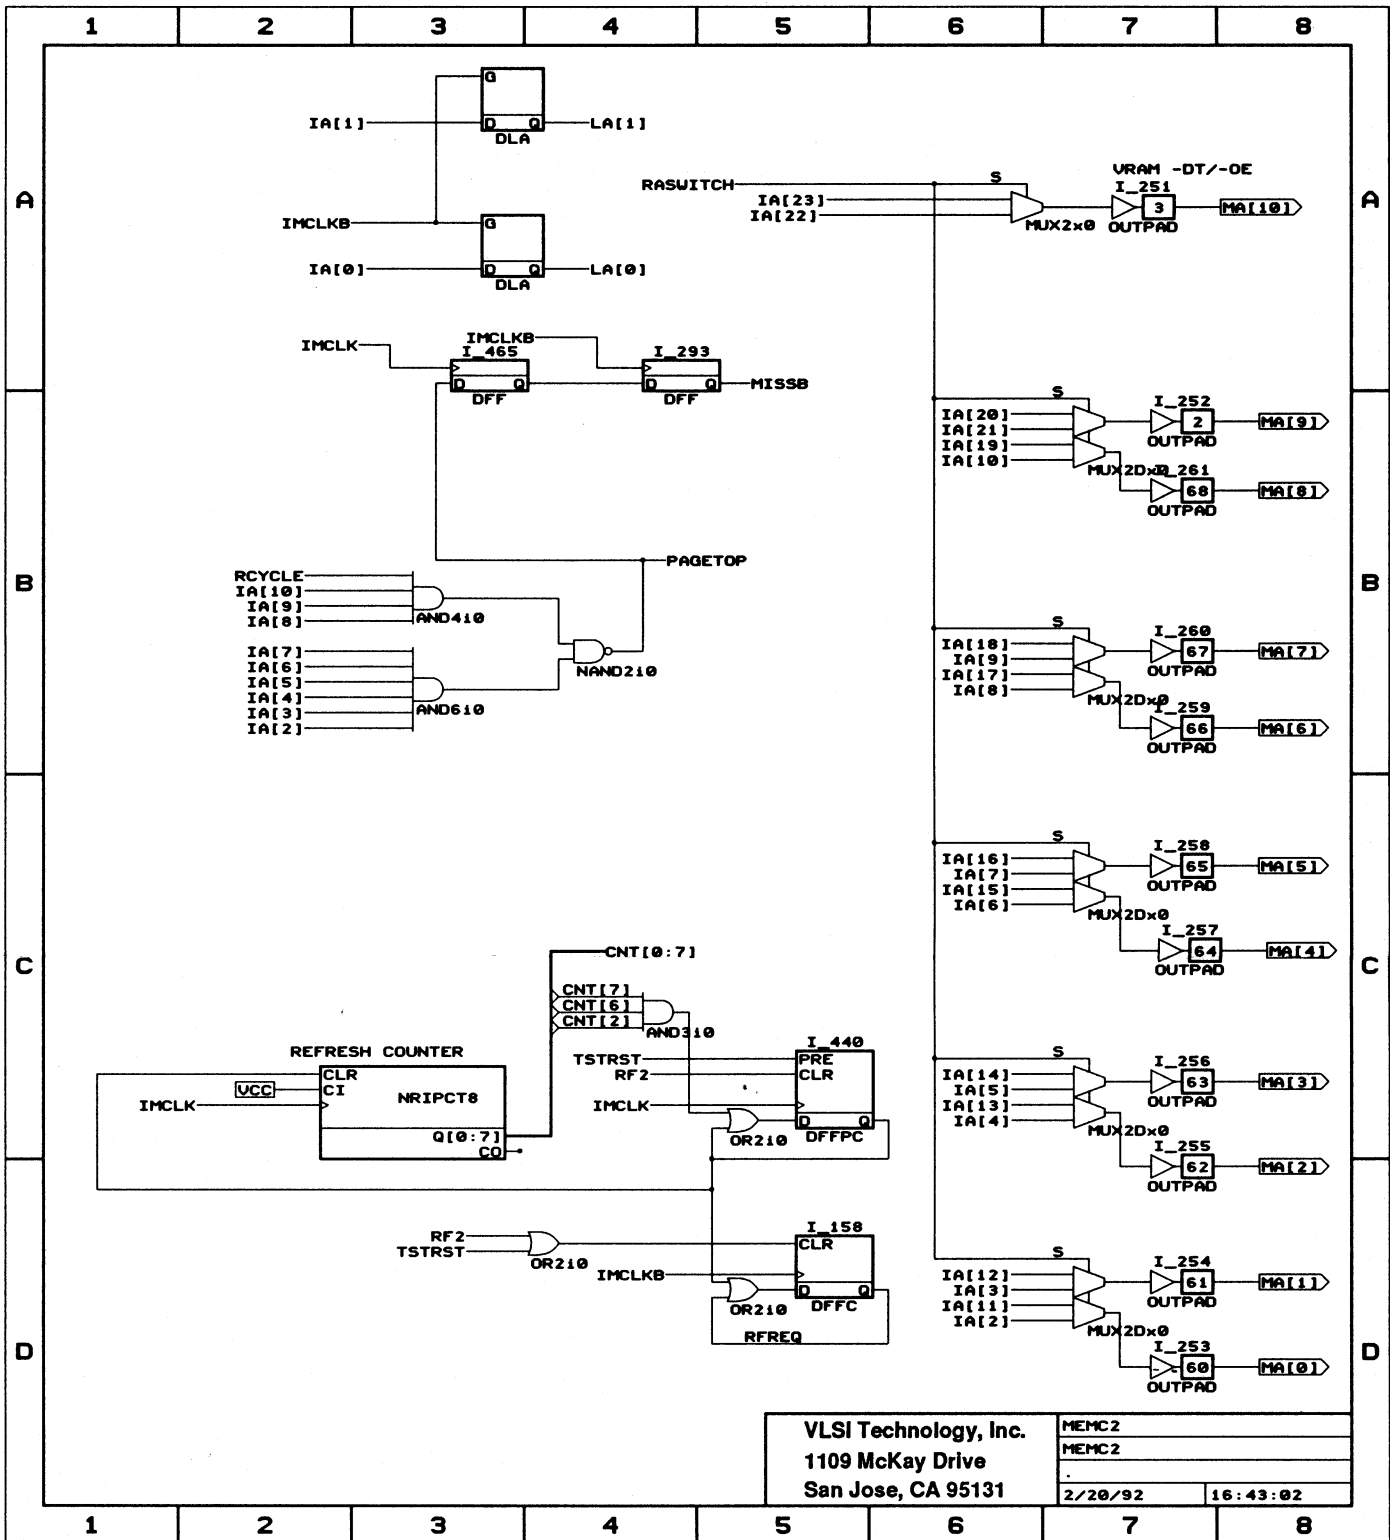 1 2 3 4 5 6 7 8
A
A
G
IA[1]
D Q
LA[1]
DLA
IMCLKB
G
IA[0]
D Q
LA[0]
DLA
RASWITCH
S
IA[23]
IA[22]
MUX2x0
VRAM -DT/-OE
I_251
3
OUTPAD
MA[10]
IMCLK
I_465
D Q
DFF
IMCLKB
I_293
D Q
DFF
MISSB
S
IA[20]
IA[21]
IA[19]
IA[10]
MUX2Dx0
I_252
2
OUTPAD
MA[9]
I_261
68
OUTPAD
MA[8]
B
B
PAGETOP
RCYCLE
IA[10]
IA[9]
IA[8]
AND4i0
IA[7]
IA[6]
IA[5]
IA[4]
IA[3]
IA[2]
AND6i0
NAND2i0
S
IA[18]
IA[9]
IA[17]
IA[8]
MUX2Dx0
I_260
67
OUTPAD
MA[7]
I_259
66
OUTPAD
MA[6]
S
IA[16]
IA[7]
IA[15]
IA[6]
MUX2Dx0
I_258
65
OUTPAD
MA[5]
I_257
64
OUTPAD
MA[4]
C
C
CNT[0:7]
CNT[7]
CNT[6]
CNT[2]
AND3i0
REFRESH COUNTER
CLR
VCC
CI
IMCLK
NRIPCT8
Q[0:7]
CO
I_440
TSTRST
PRE
RF2
CLR
IMCLK
OR2i0
D Q
DFFPC
S
IA[14]
IA[5]
IA[13]
IA[4]
MUX2Dx0
I_256
63
OUTPAD
MA[3]
I_255
62
OUTPAD
MA[2]
RF2
TSTRST
OR2i0
I_158
CLR
IMCLKB
OR2i0
D Q
DFFC
RFREQ
S
IA[12]
IA[3]
IA[11]
IA[2]
MUX2Dx0
I_254
61
OUTPAD
MA[1]
I_253
60
OUTPAD
MA[0]
D
D
VLSI Technology, Inc.
1109 McKay Drive
San Jose, CA 95131
MEMC2
MEMC2
.
2/20/92
16:43:02
1 2 3 4 5 6 7 8